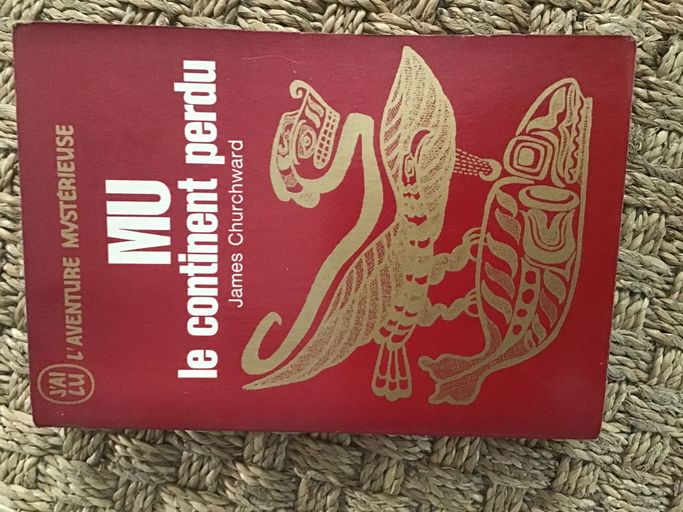 J'AI
LU
L'AVENTURE MYSTÉRIEUSE
MU
le continent perdu
James Churchward